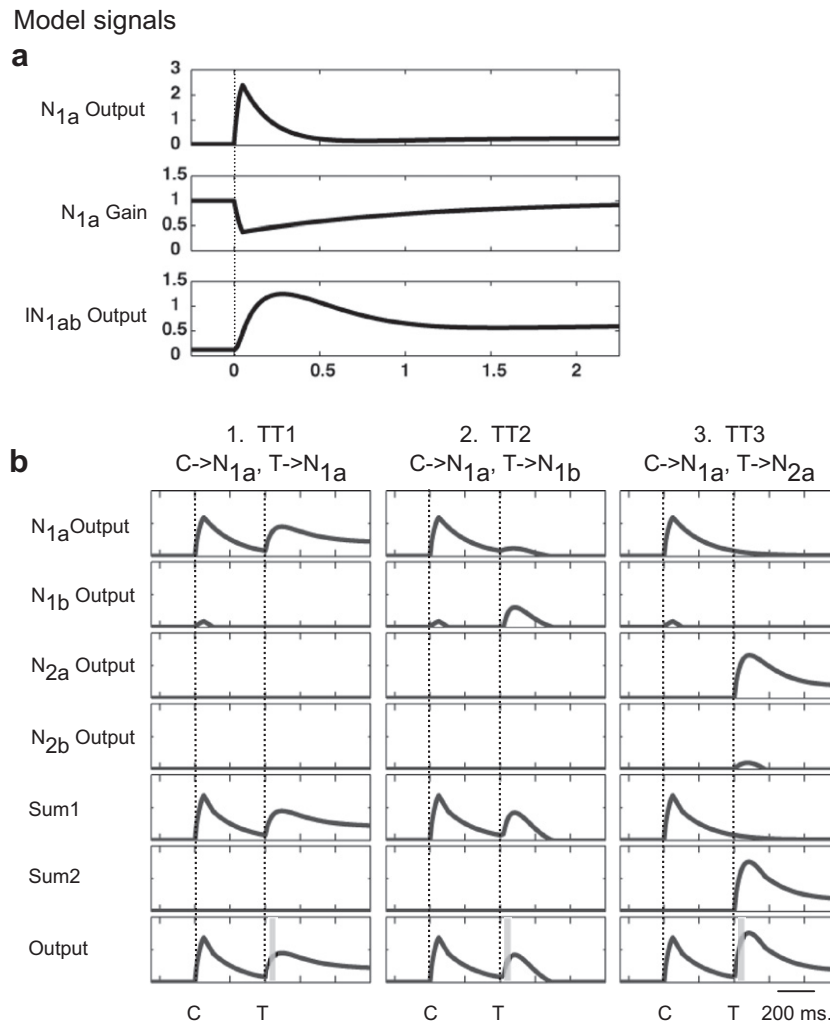 Model signals
a
3
N1a Output
2
1
0
1.5
N1a Gain
1
0.5
0
1.5
IN1ab Output
1
0.5
0
0 0.5 1 1.5 2
b
1. TT1 2. TT2 3. TT3
C->N1a, T->N1a C->N1a, T->N1b C->N1a, T->N2a
N1aOutput
N1b Output
N2a Output
N2b Output
Sum1
Sum2
Output
C T C T C T 200 ms.